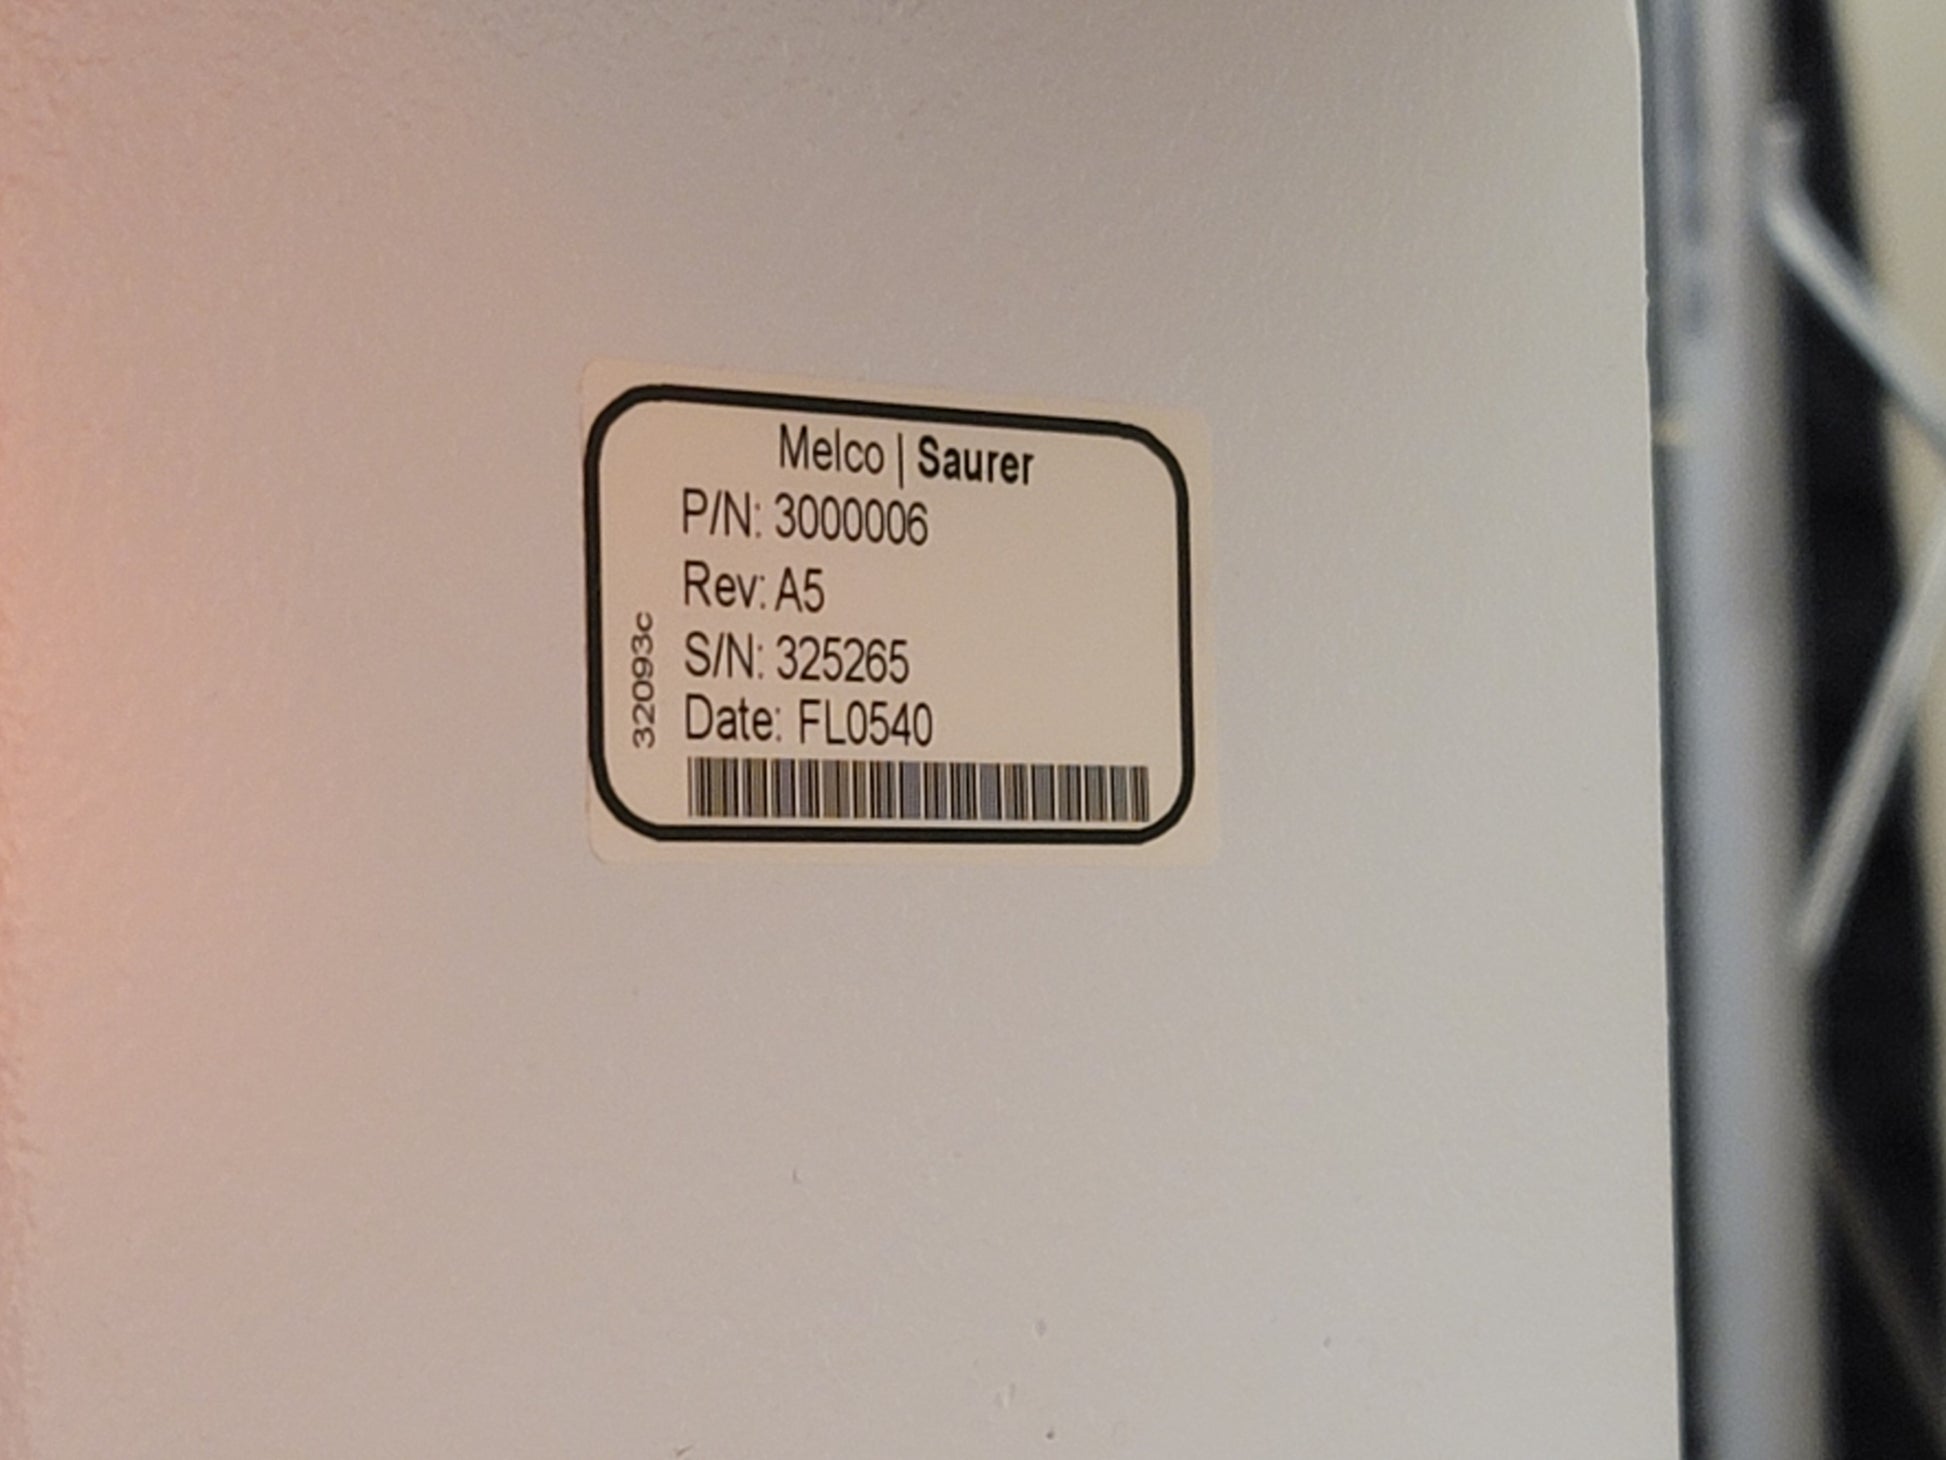 Melco | Saurer
P/N: 3000006
Rev: A5
S/N: 325265
Date: FL0540
32093c